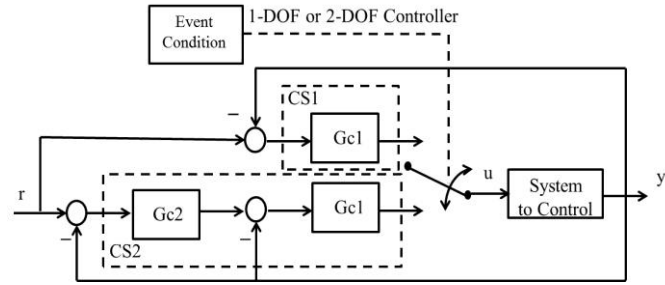 1-DOF or 2-DOF Controller
Event
Condition
−
CS1
Gc1
r
−
Gc2
−
Gc1
CS2
u
System
to Control
y